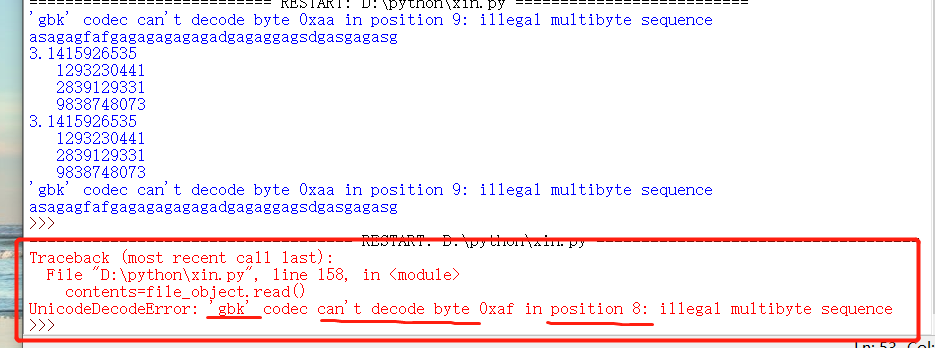 =========================== RESTART: D:\python\xin.py ===========================
'gbk' codec can't decode byte 0xaa in position 9: illegal multibyte sequence
asagagfafgagagagagagadgagaggagsdgasgagasg
3.1415926535
   1293230441
   2839129331
   9838748073
3.1415926535
   1293230441
   2839129331
   9838748073
'gbk' codec can't decode byte 0xaa in position 9: illegal multibyte sequence
asagagfafgagagagagagadgagaggagsdgasgagasg
>>>
RESTART: D:\python\xin.py
Traceback (most recent call last):
  File "D:\python\xin.py", line 158, in <module>
    contents=file_object.read()
UnicodeDecodeError: 'gbk' codec can't decode byte 0xaf in position 8: illegal multibyte sequence
>>>
Ln: 53 Col: